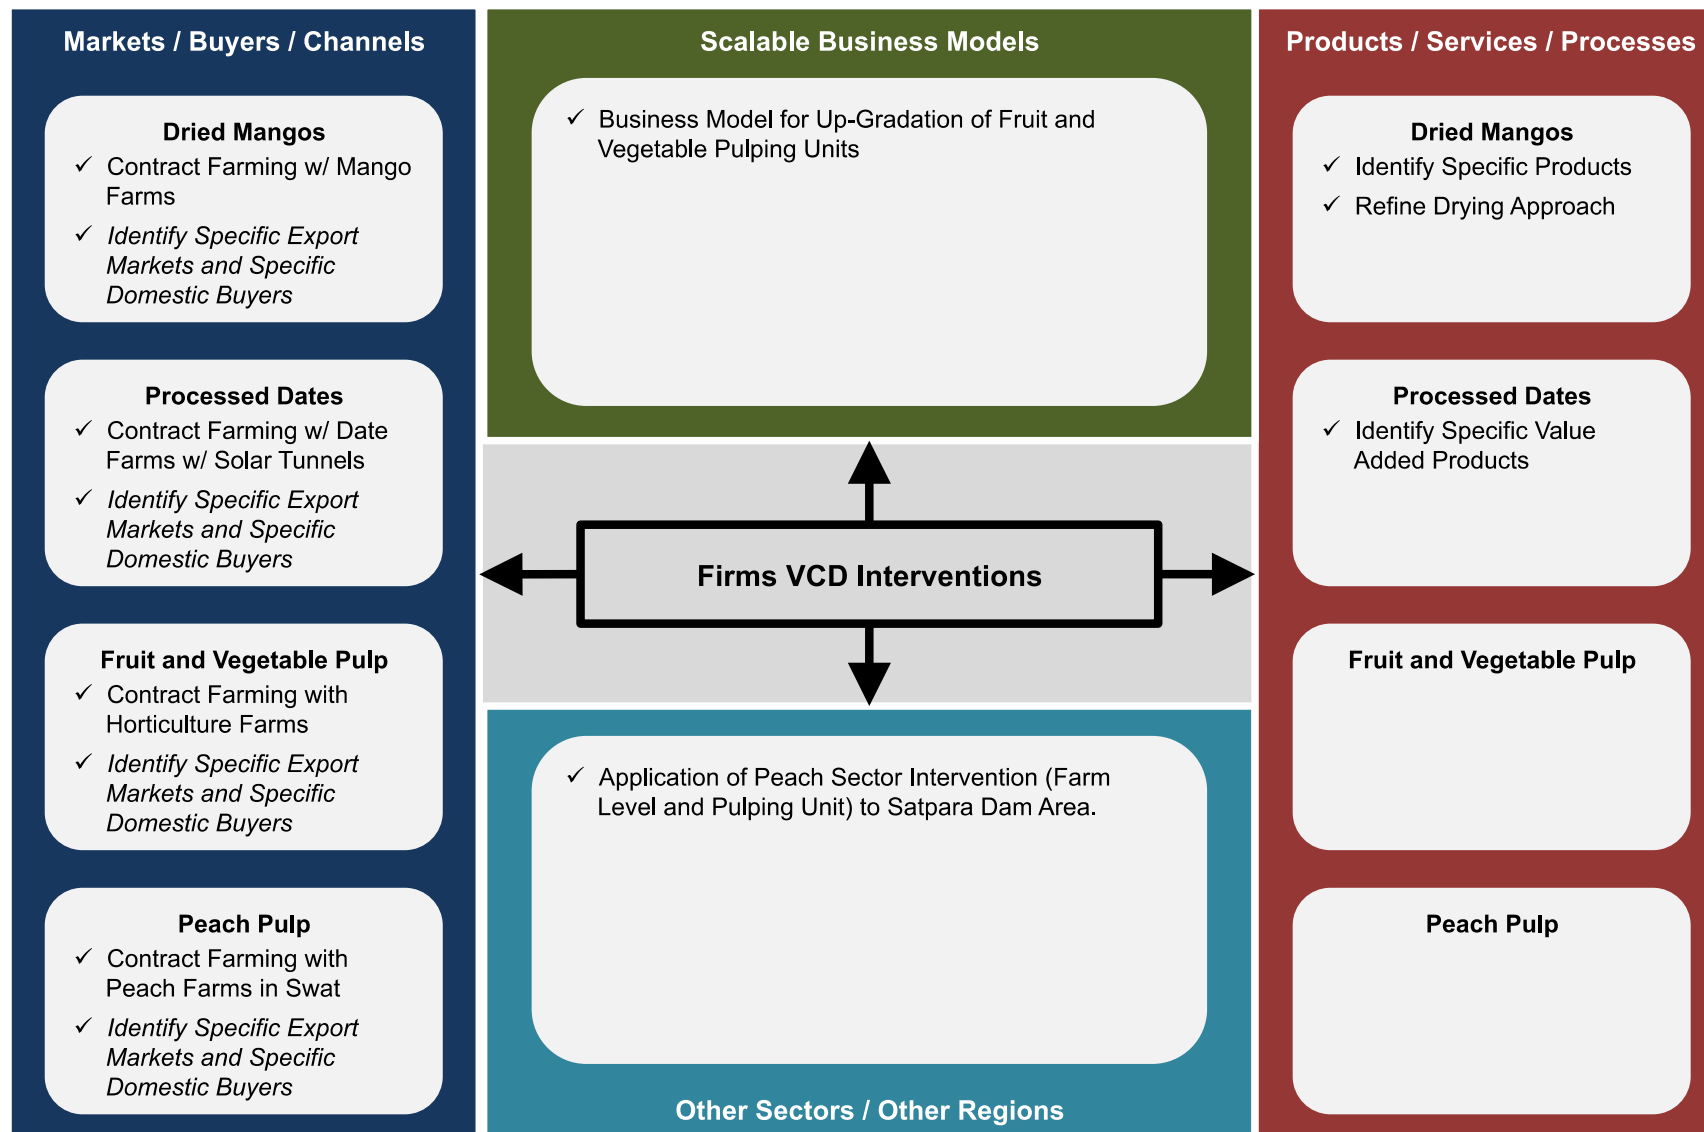 Markets / Buyers / Channels
Dried Mangos
✓ Contract Farming w/ Mango
Farms
✓ Identify Specific Export
Markets and Specific
Domestic Buyers
Processed Dates
✓ Contract Farming w/ Date
Farms w/ Solar Tunnels
✓ Identify Specific Export
Markets and Specific
Domestic Buyers
Fruit and Vegetable Pulp
✓ Contract Farming with
Horticulture Farms
✓ Identify Specific Export
Markets and Specific
Domestic Buyers
Peach Pulp
✓ Contract Farming with
Peach Farms in Swat
✓ Identify Specific Export
Markets and Specific
Domestic Buyers
Scalable Business Models
✓ Business Model for Up-Gradation of Fruit and
Vegetable Pulping Units
Firms VCD Interventions
✓ Application of Peach Sector Intervention (Farm
Level and Pulping Unit) to Satpara Dam Area.
Other Sectors / Other Regions
Products / Services / Processes
Dried Mangos
✓ Identify Specific Products
✓ Refine Drying Approach
Processed Dates
✓ Identify Specific Value
Added Products
Fruit and Vegetable Pulp
Peach Pulp